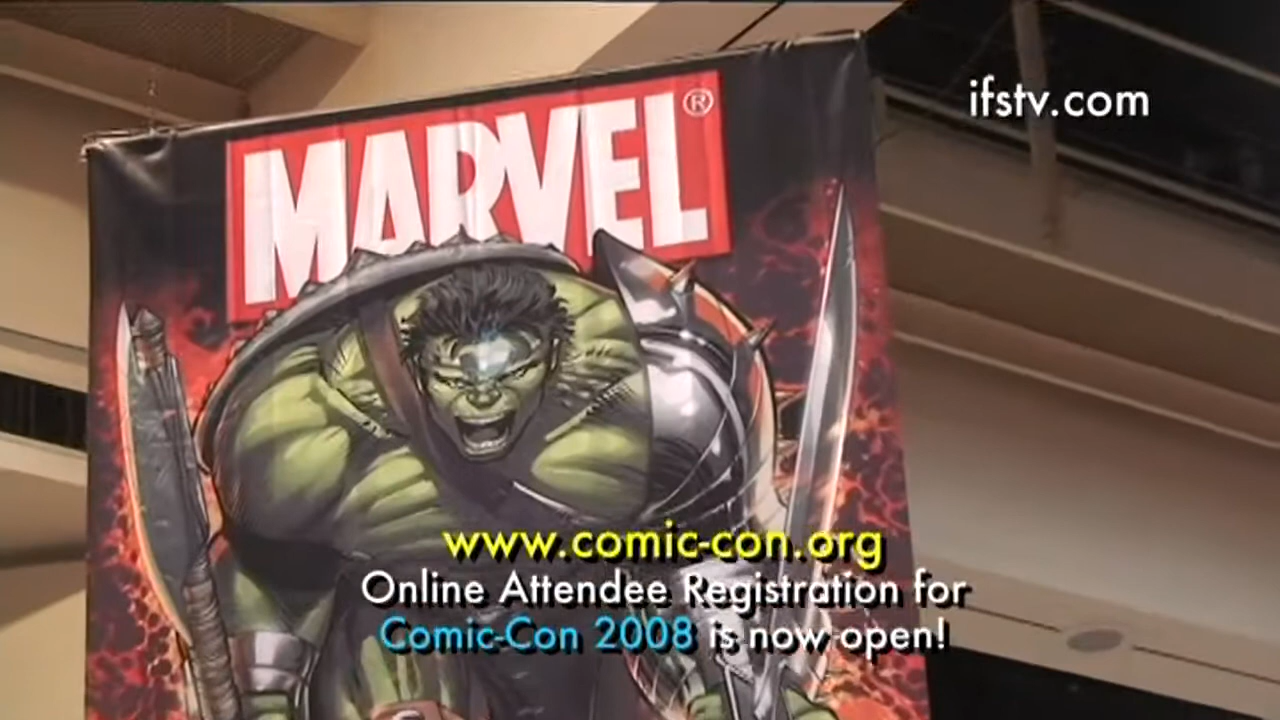 ifstv.com
MARVEL®
www.comic-con.org
Online Attendee Registration for
Comic-Con 2008 is now open!